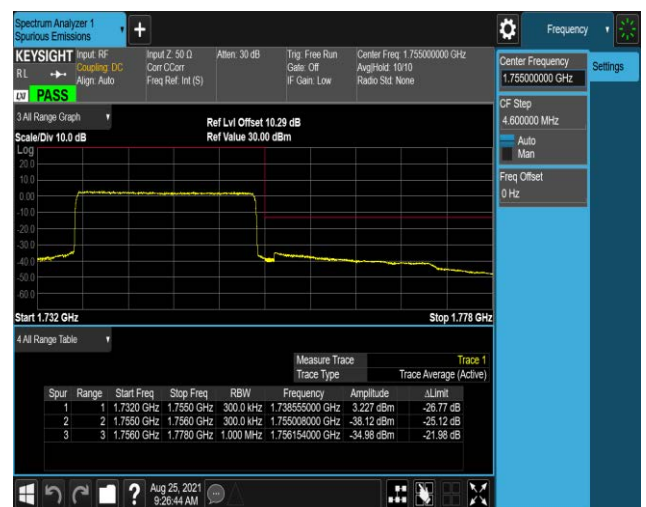 Spectrum Analyzer 1
Spurious Emissions
+
Frequency
KEYSIGHT
RL
LXI
PASS
Input: RF
Coupling: DC
Align: Auto
Input Z: 50 Ω
Corr CCorr
Freq Ref: Int (S)
Atten: 30 dB
Trig: Free Run
Gate: Off
IF Gain: Low
Center Freq: 1.755000000 GHz
Avg|Hold: 10/10
Radio Std: None
Center Frequency
1.755000000 GHz
Settings
CF Step
4.600000 MHz
Auto
Man
Freq Offset
0 Hz
3 All Range Graph
Scale/Div 10.0 dB
Ref Lvl Offset 10.29 dB
Ref Value 30.00 dBm
Log
20.0
10.0
0.00
-10.0
-20.0
-30.0
-40.0
-50.0
-60.0
Start 1.732 GHz
Stop 1.778 GHz
4 All Range Table
Measure Trace Trace 1
Trace Type Trace Average (Active)
Spur Range Start Freq Stop Freq RBW Frequency Amplitude ΔLimit
1 1 1.7320 GHz 1.7550 GHz 300.0 kHz 1.738555000 GHz 3.227 dBm -26.77 dB
2 2 1.7550 GHz 1.7560 GHz 300.0 kHz 1.755008000 GHz -38.12 dBm -25.12 dB
3 3 1.7560 GHz 1.7780 GHz 1.000 MHz 1.756154000 GHz -34.98 dBm -21.98 dB
?
Aug 25, 2021
9:26:44 AM